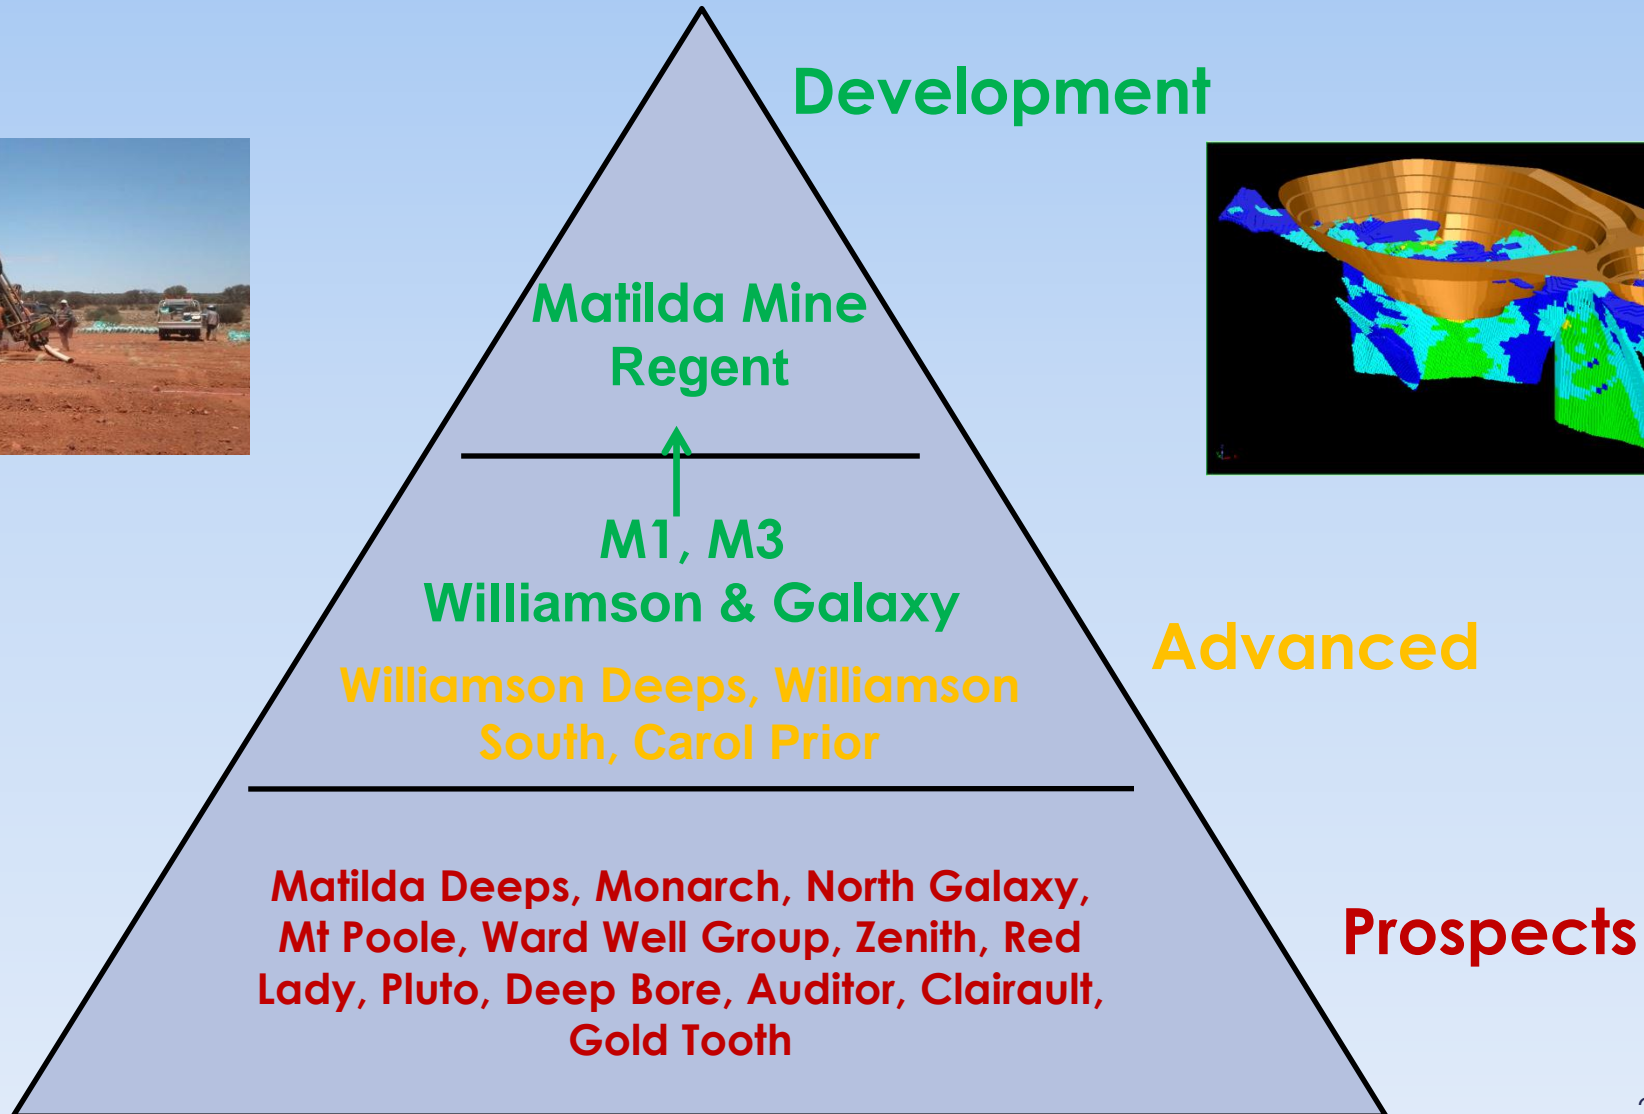 Development
Matilda Mine
Regent
M1, M3
Williamson & Galaxy
Advanced
Williamson Deeps, Williamson
South, Carol Prior
Matilda Deeps, Monarch, North Galaxy,
Mt Poole, Ward Well Group, Zenith, Red
Lady, Pluto, Deep Bore, Auditor, Clairault,
Gold Tooth
Prospects